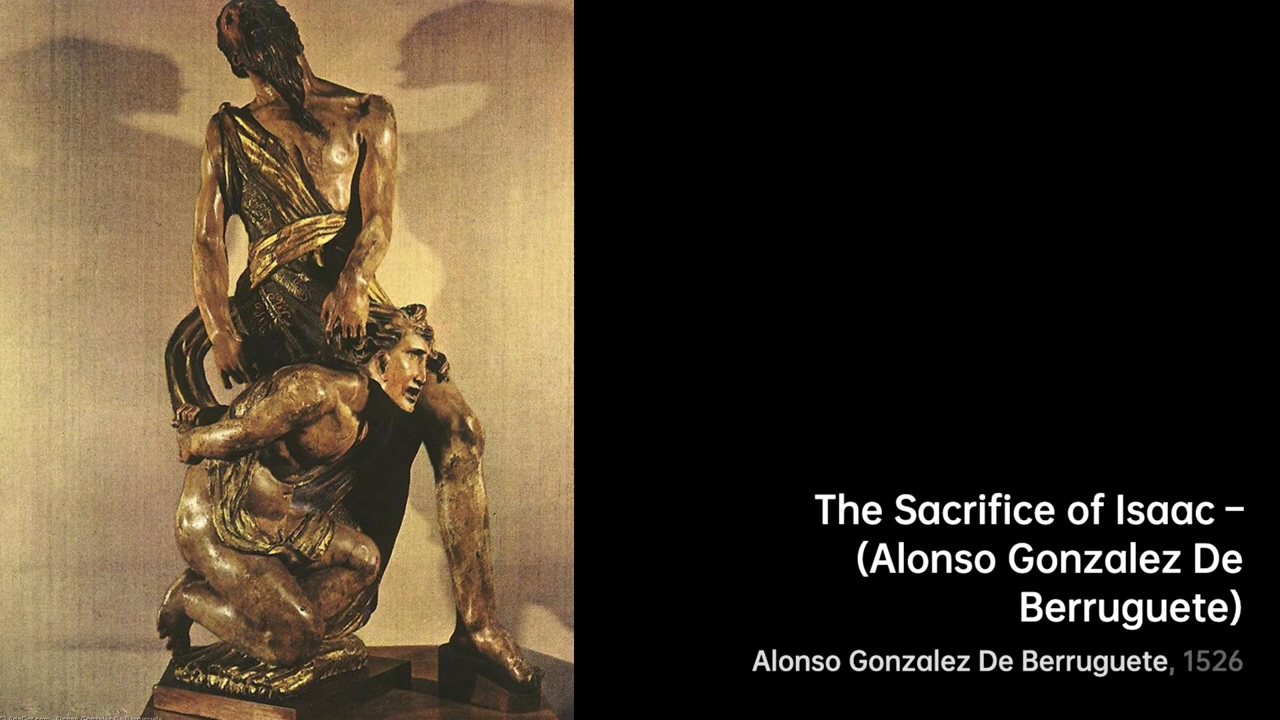 The Sacrifice of Isaac –
(Alonso Gonzalez De
Berruguete)
Alonso Gonzalez De Berruguete, 1526